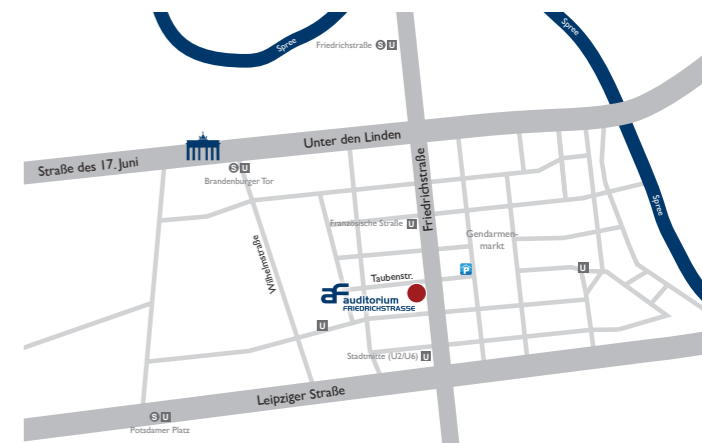 Spree
Friedrichstraße S U
Spree
Unter den Linden
Straße des 17. Juni
S U
Brandenburger Tor
Friedrichstraße
Französische Straße U
Gendarmen-
markt
Spree
Wilhelmstraße
Taubenstr.
P
U
af
auditorium
FRIEDRICHSTRASSE
U
Stadtmitte (U2/U6) U
Leipziger Straße
S U
Potsdamer Platz